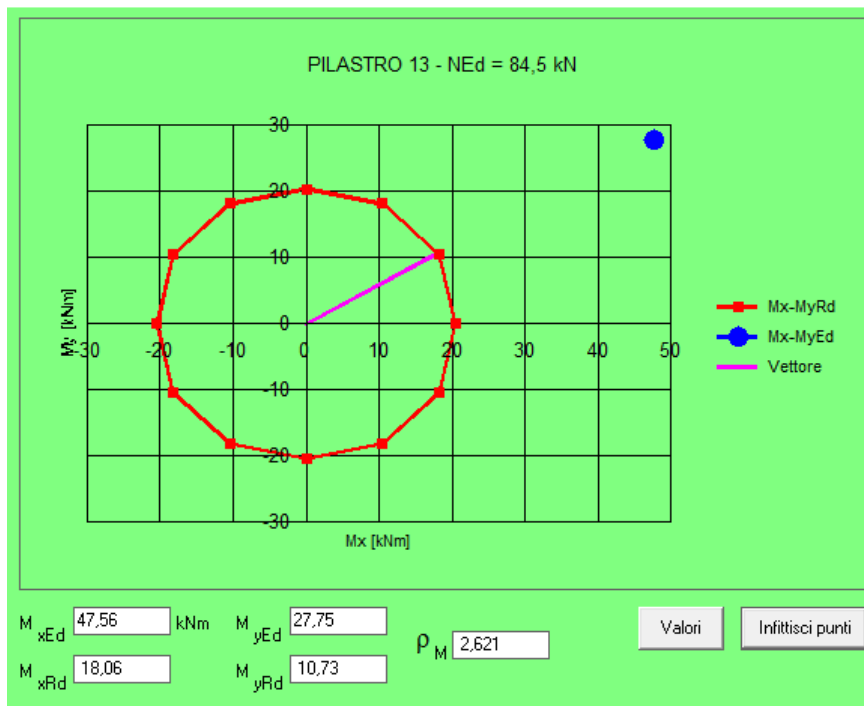 PILASTRO 13 - NEd = 84,5 kN
30
20
10
0
-10
-20
-30
-30 -20 -10 0 10 20 30 40 50
My [kNm]
Mx [kNm]
Mx-MyRd
Mx-MyEd
Vettore
M xEd 47,56 kNm M yEd 27,75
ρ M 2,621
Valori Infittisci punti
M xRd 18,06 M yRd 10,73